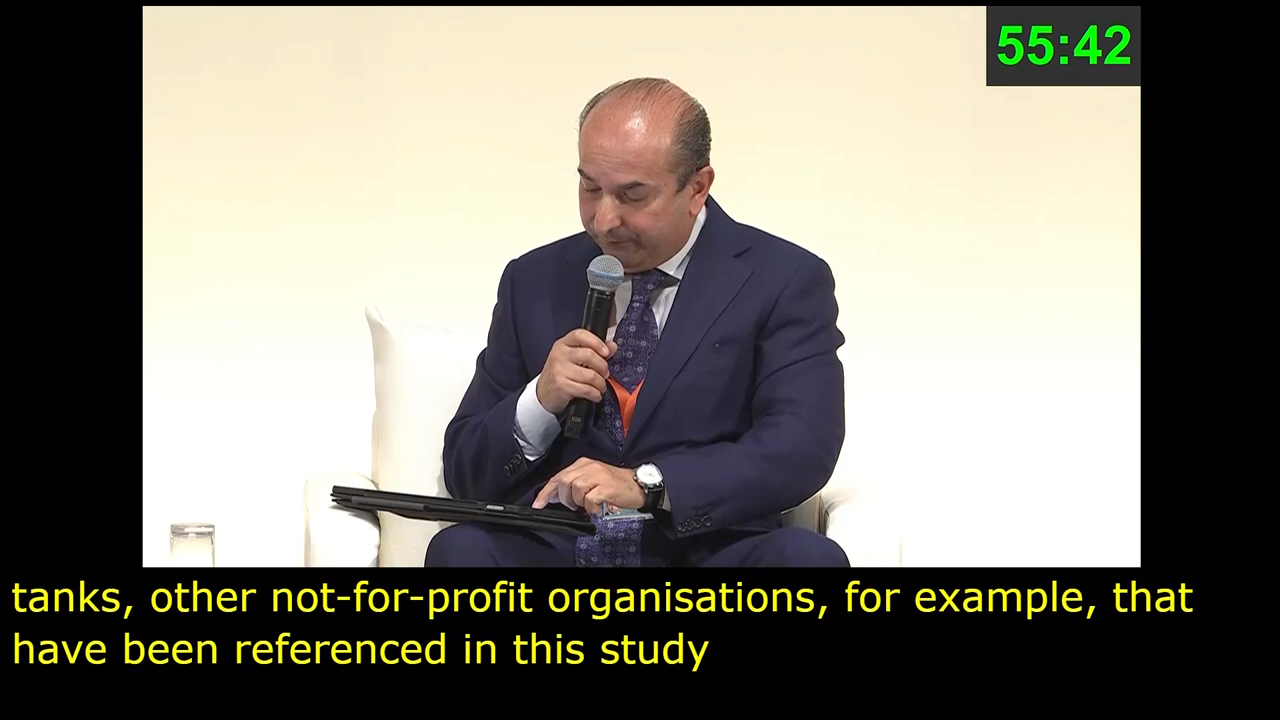 55:42
tanks, other not-for-profit organisations, for example, that
have been referenced in this study